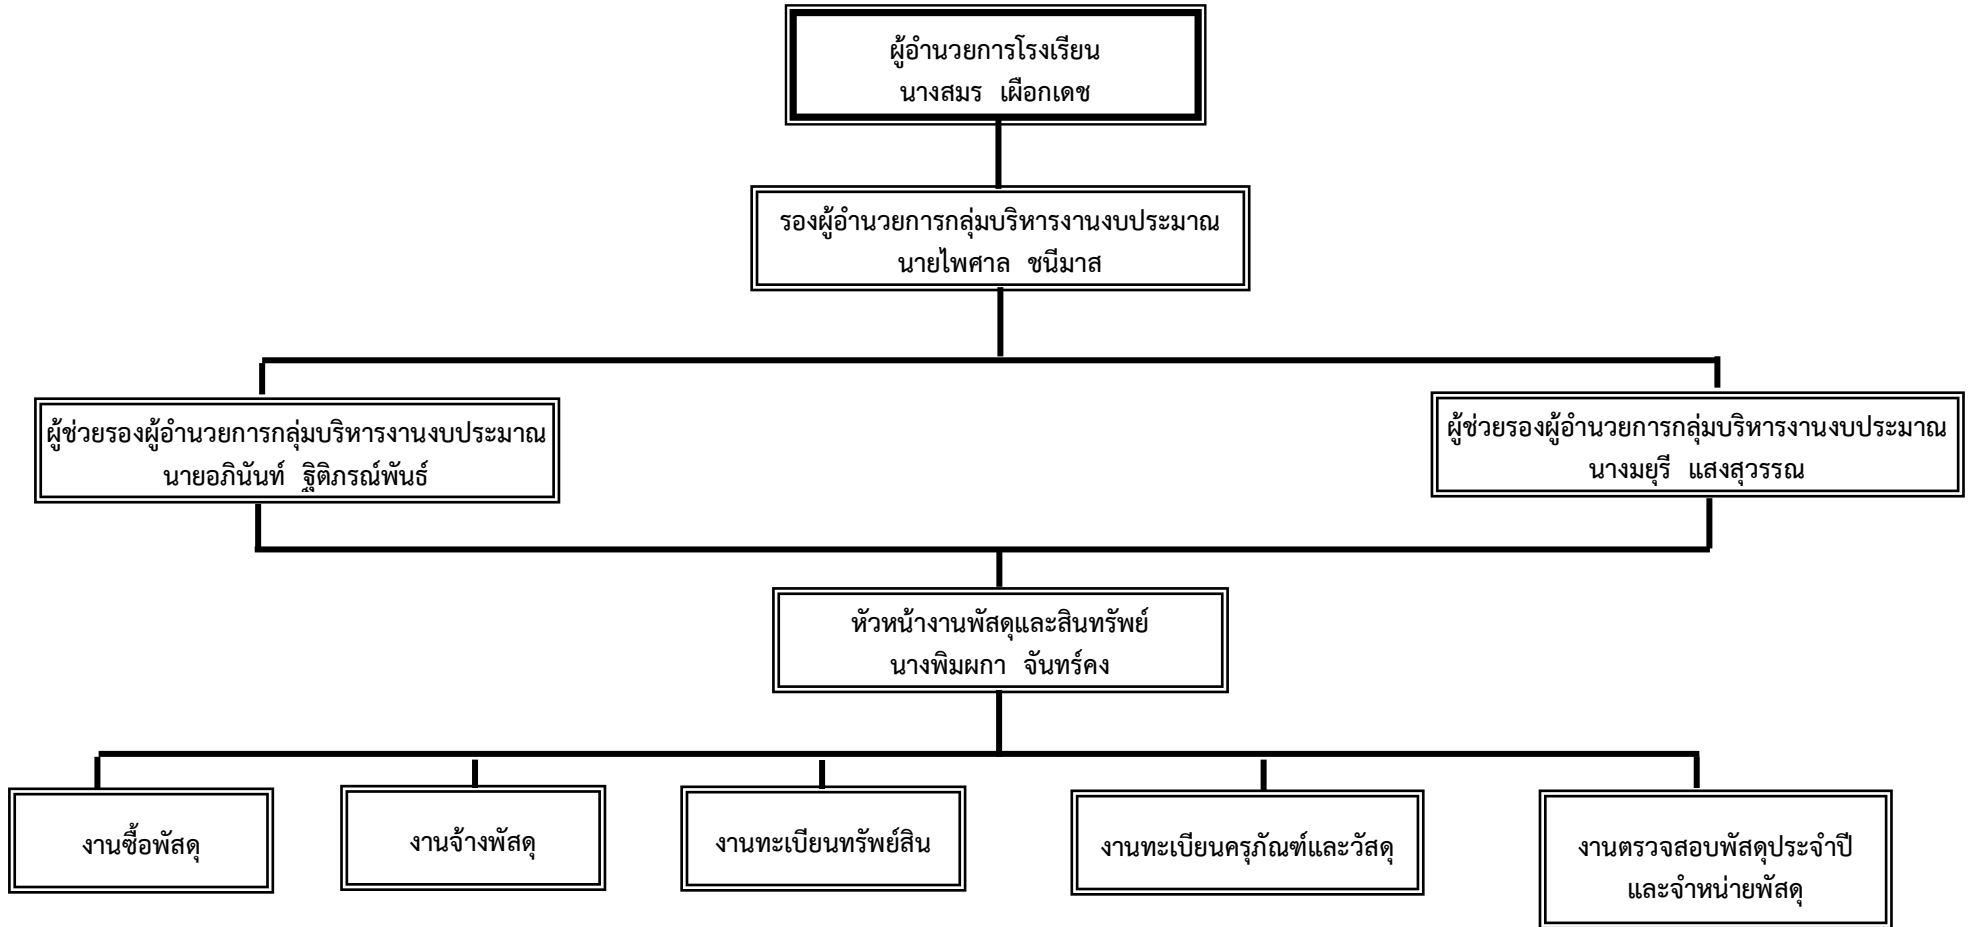 ผู้อำนวยการโรงเรียน
นางสมร เผือกเดช
รองผู้อำนวยการกลุ่มบริหารงานงบประมาณ
นายไพศาล ชนีมาส
ผู้ช่วยรองผู้อำนวยการกลุ่มบริหารงานงบประมาณ
นายอภินันท์ ฐิติภรณ์พันธ์
ผู้ช่วยรองผู้อำนวยการกลุ่มบริหารงานงบประมาณ
นางมยุรี แสงสุวรรณ
หัวหน้างานพัสดุและสินทรัพย์
นางพิมผกา จันทร์คง
งานซื้อพัสดุ
งานจ้างพัสดุ
งานทะเบียนทรัพย์สิน
งานทะเบียนครุภัณฑ์และวัสดุ
งานตรวจสอบพัสดุประจำปี
และจำหน่ายพัสดุ